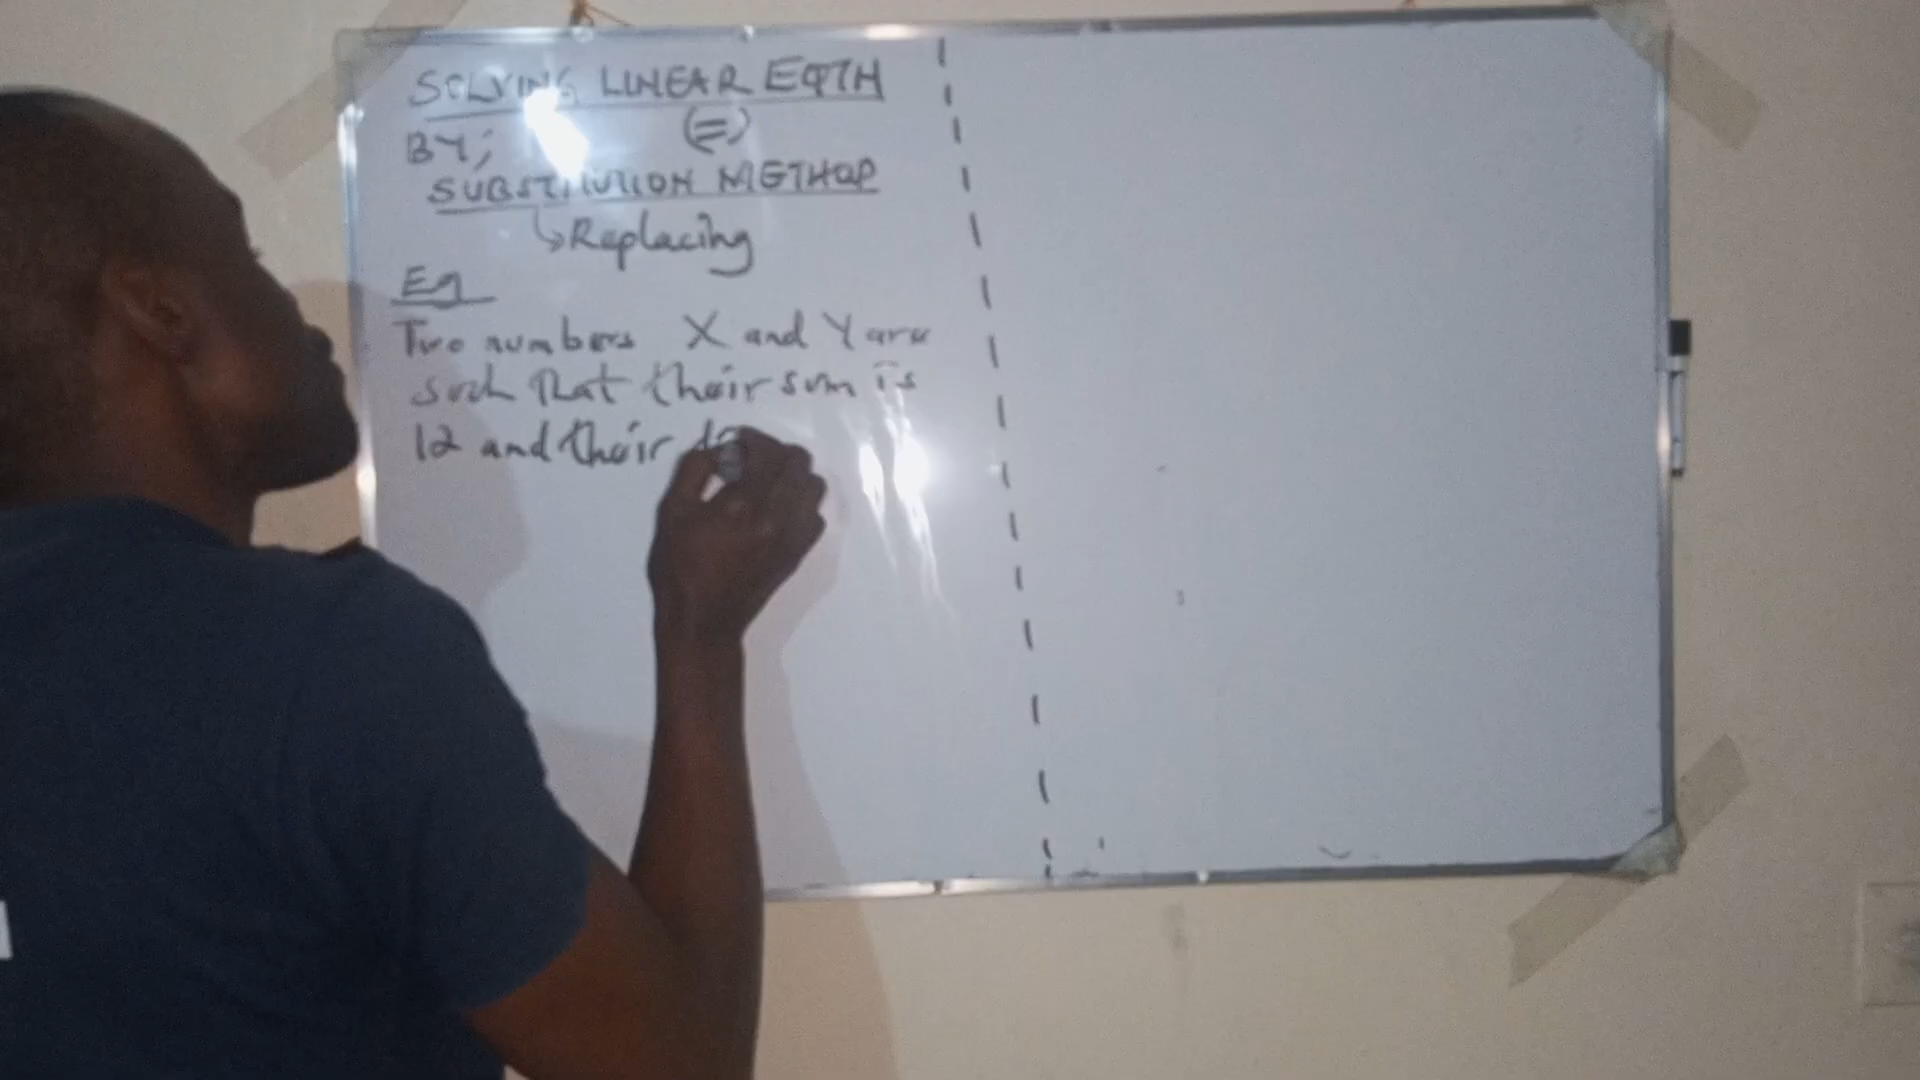 SOLVING LINEAR EQTN
(=)
BY;
SUBSTITUTION METHOD
↳Replacing
Eg
Two numbers X and Y are
such that their sum is
12 and their